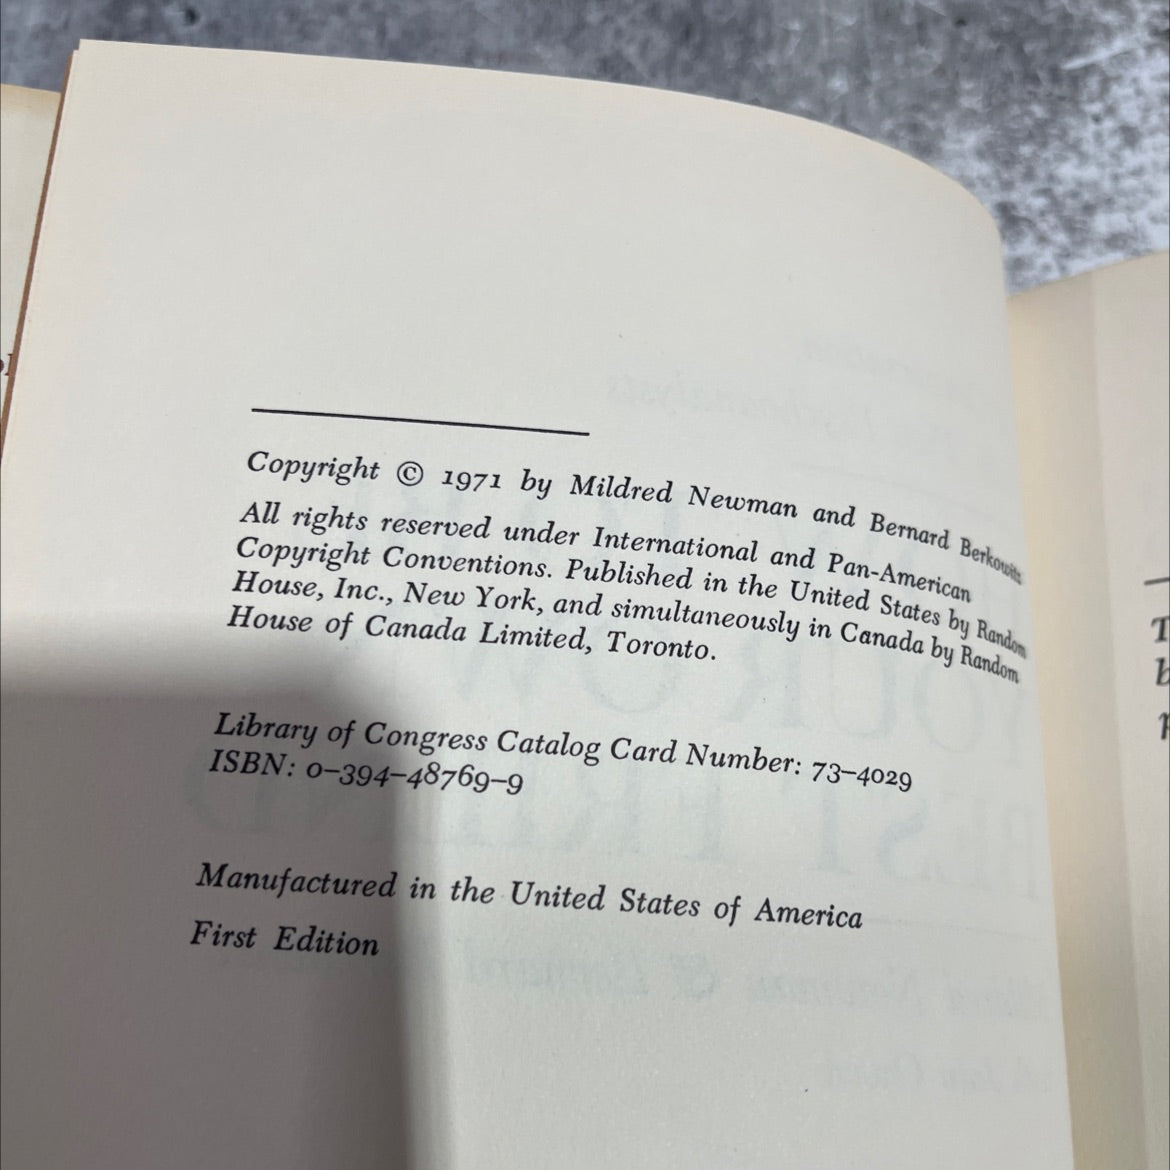 Copyright © 1971 by Mildred Newman and Bernard Berkowitz
All rights reserved under International and Pan-American
Copyright Conventions. Published in the United States by Random
House, Inc., New York, and simultaneously in Canada by Random
House of Canada Limited, Toronto.
Library of Congress Catalog Card Number: 73-4029
ISBN: 0-394-48769-9
Manufactured in the United States of America
First Edition